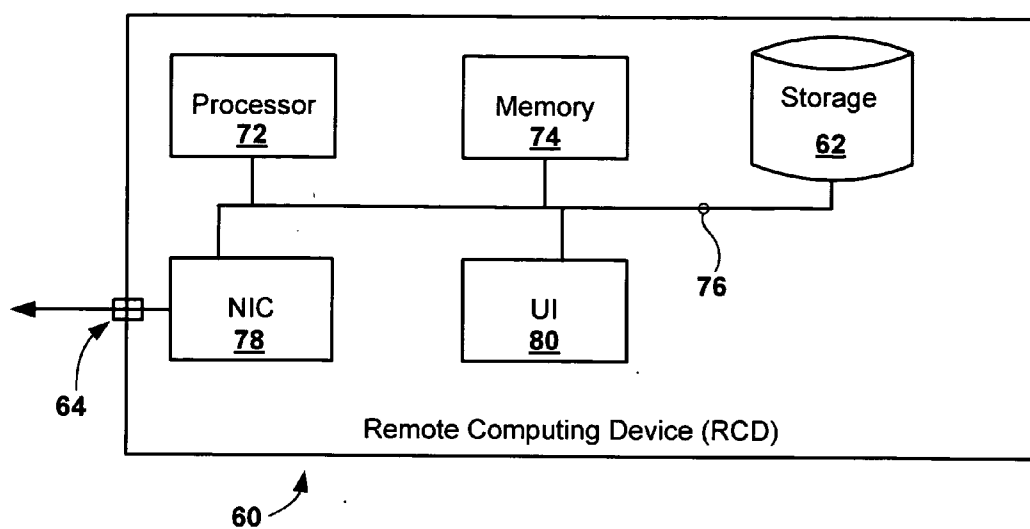 Processor
72
Memory
74
Storage
62
76
NIC
78
UI
80
64
Remote Computing Device (RCD)
60